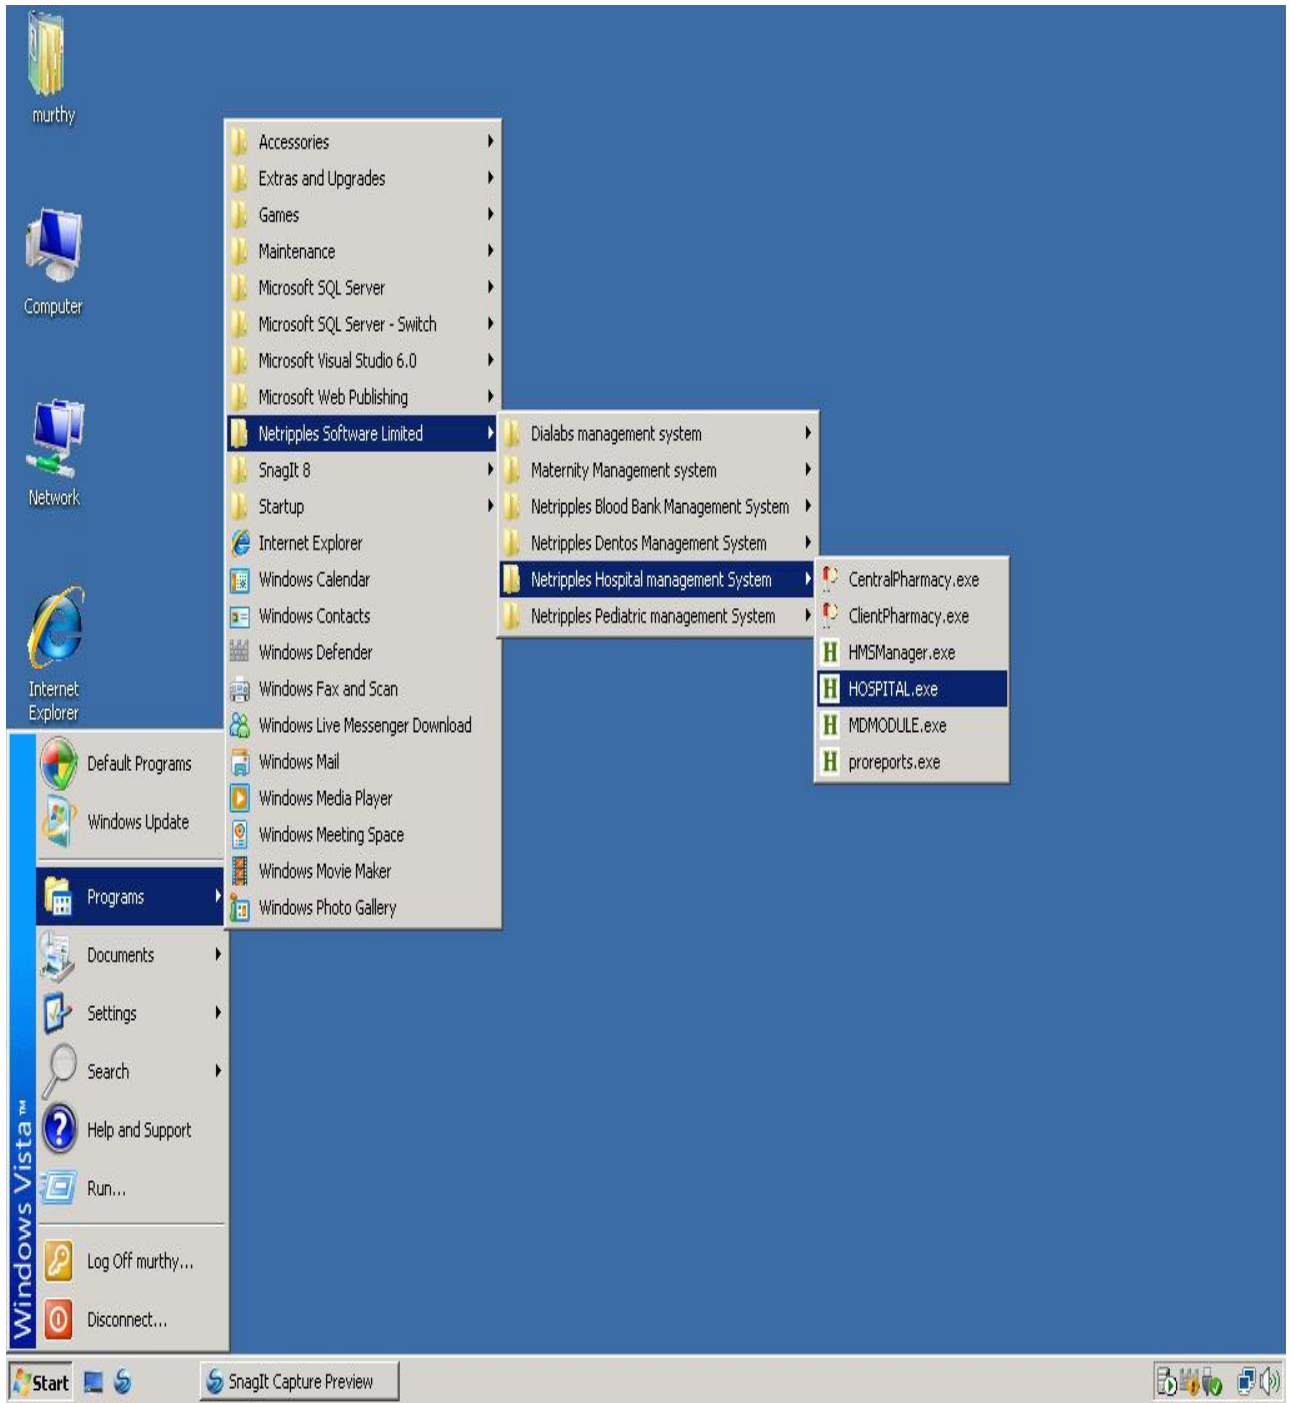 murthy
Computer
Network
Internet
Explorer
Accessories
Extras and Upgrades
Games
Maintenance
Microsoft SQL Server
Microsoft SQL Server - Switch
Microsoft Visual Studio 6.0
Microsoft Web Publishing
Netripples Software Limited
SnagIt 8
Startup
Internet Explorer
Windows Calendar
Windows Contacts
Windows Defender
Windows Fax and Scan
Windows Live Messenger Download
Windows Mail
Windows Media Player
Windows Meeting Space
Windows Movie Maker
Windows Photo Gallery
Dialabs management system
Maternity Management system
Netripples Blood Bank Management System
Netripples Dentos Management System
Netripples Hospital management System
Netripples Pediatric management System
CentralPharmacy.exe
ClientPharmacy.exe
HMSManager.exe
HOSPITAL.exe
MDMODULE.exe
proreports.exe
Default Programs
Windows Update
Programs
Documents
Settings
Search
Help and Support
Run...
Log Off murthy...
Disconnect...
Windows Vista™
Start
SnagIt Capture Preview